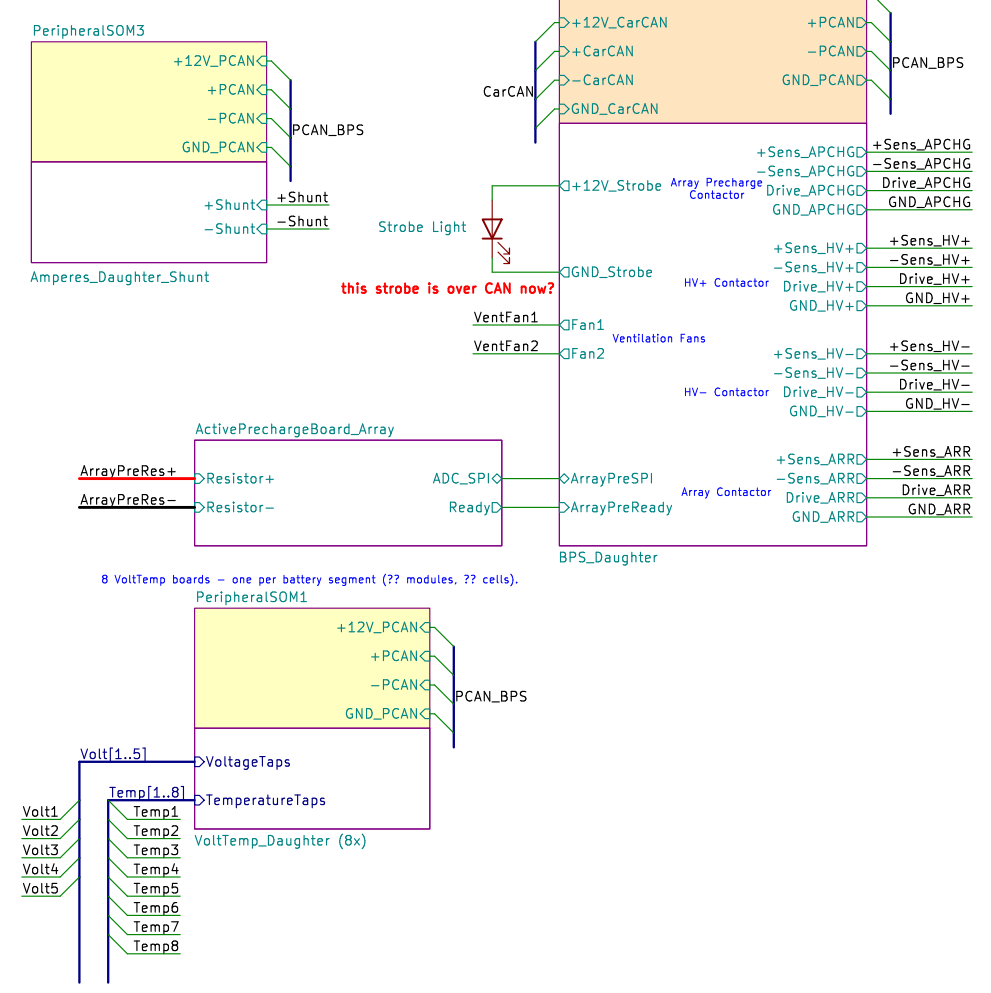 PeripheralSOM3
+12V_PCAN
+PCAN
-PCAN
GND_PCAN
PCAN_BPS
+Shunt
-Shunt
+Shunt
-Shunt
Amperes_Daughter_Shunt
+12V_CarCAN
+CarCAN
-CarCAN
GND_CarCAN
CarCAN
+PCAN
-PCAN
GND_PCAN
PCAN_BPS
+12V_Strobe
GND_Strobe
Strobe Light
this strobe is over CAN now?
VentFan1
VentFan2
Fan1
Fan2
Ventilation Fans
Array Precharge
Contactor
+Sens_APCHG
-Sens_APCHG
Drive_APCHG
GND_APCHG
+Sens_APCHG
-Sens_APCHG
Drive_APCHG
GND_APCHG
HV+ Contactor
+Sens_HV+
-Sens_HV+
Drive_HV+
GND_HV+
+Sens_HV+
-Sens_HV+
Drive_HV+
GND_HV+
HV- Contactor
+Sens_HV-
-Sens_HV-
Drive_HV-
GND_HV-
+Sens_HV-
-Sens_HV-
Drive_HV-
GND_HV-
Array Contactor
+Sens_ARR
-Sens_ARR
Drive_ARR
GND_ARR
+Sens_ARR
-Sens_ARR
Drive_ARR
GND_ARR
ArrayPreSPI
ArrayPreReady
BPS_Daughter
ActivePrechargeBoard_Array
ArrayPreRes+
ArrayPreRes-
Resistor+
Resistor-
ADC_SPI
Ready
8 VoltTemp boards - one per battery segment (?? modules, ?? cells).
PeripheralSOM1
+12V_PCAN
+PCAN
-PCAN
GND_PCAN
PCAN_BPS
Volt[1..5]
VoltageTaps
Temp[1..8]
TemperatureTaps
VoltTemp_Daughter (8x)
Volt1
Volt2
Volt3
Volt4
Volt5
Temp1
Temp2
Temp3
Temp4
Temp5
Temp6
Temp7
Temp8